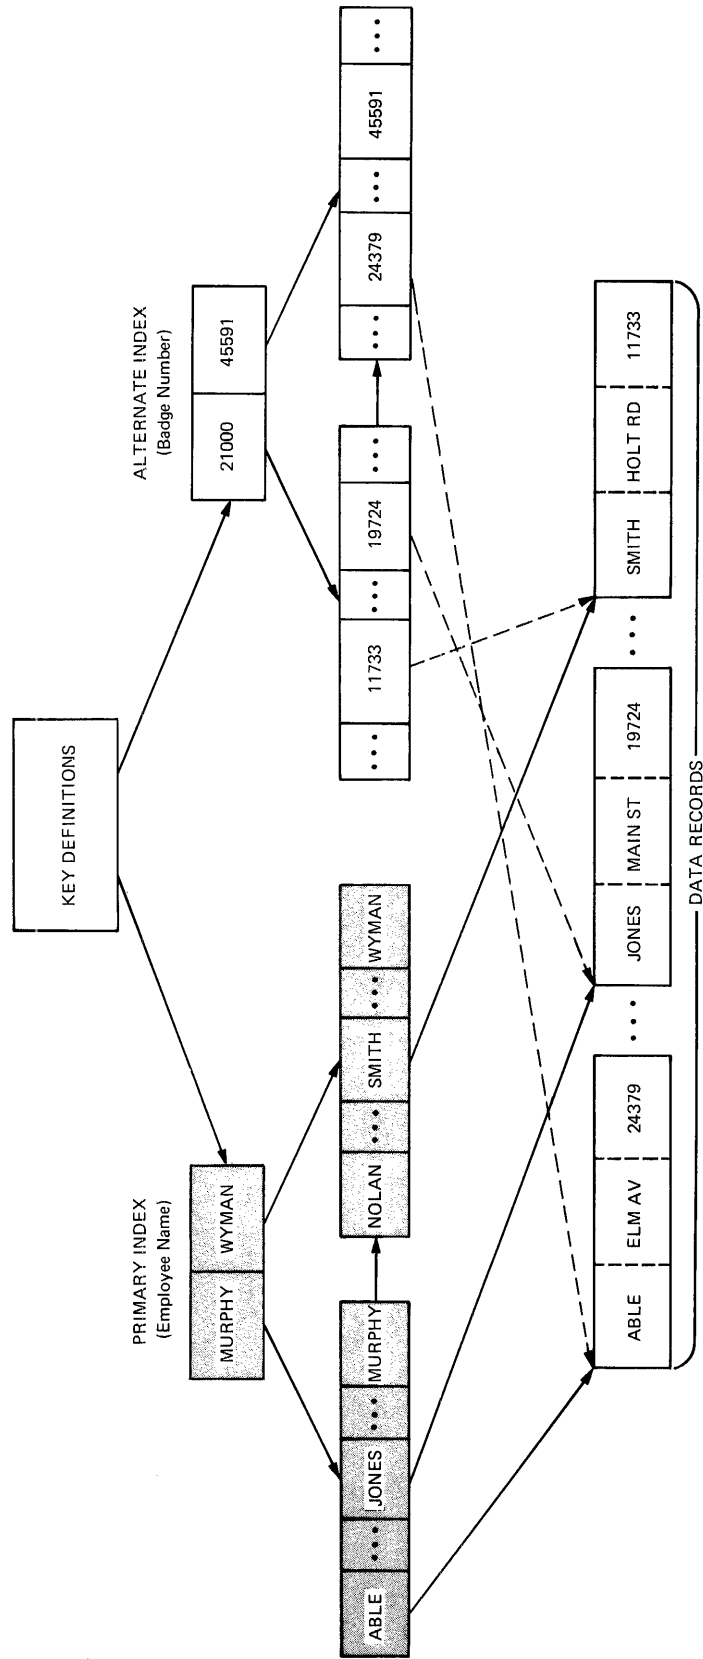 KEY DEFINITIONS
PRIMARY INDEX
(Employee Name)
ALTERNATE INDEX
(Badge Number)
MURPHY WYMAN
21000 45591
ABLE ••• JONES ••• MURPHY
NOLAN ••• SMITH ••• WYMAN
••• 11733 ••• 19724 •••
••• 24379 ••• 45591 •••
ABLE ELM AV 24379 ••• JONES MAIN ST 19724 ••• SMITH HOLT RD 11733
DATA RECORDS